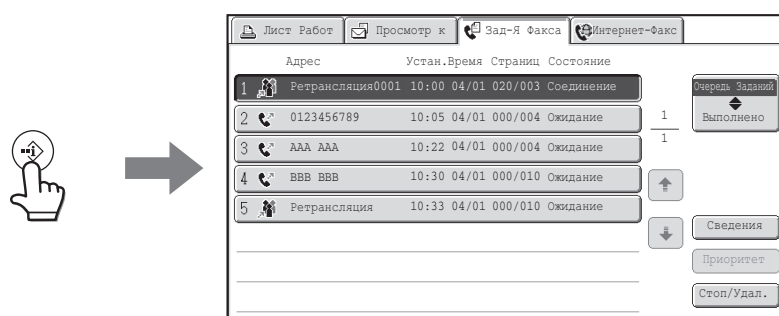 Лист Работ Просмотр к Зад-Я Факса Интернет-Факс
Адрес Устан.Время Страниц Состояние
1 Ретрансляция0001 10:00 04/01 020/003 Соединение
2 0123456789 10:05 04/01 000/004 Ожидание
3 AAA AAA 10:22 04/01 000/004 Ожидание
4 BBB BBB 10:30 04/01 000/010 Ожидание
5 Ретрансляция 10:33 04/01 000/010 Ожидание
1
1
Очередь Заданий
Выполнено
Сведения
Приоритет
Стоп/Удал.